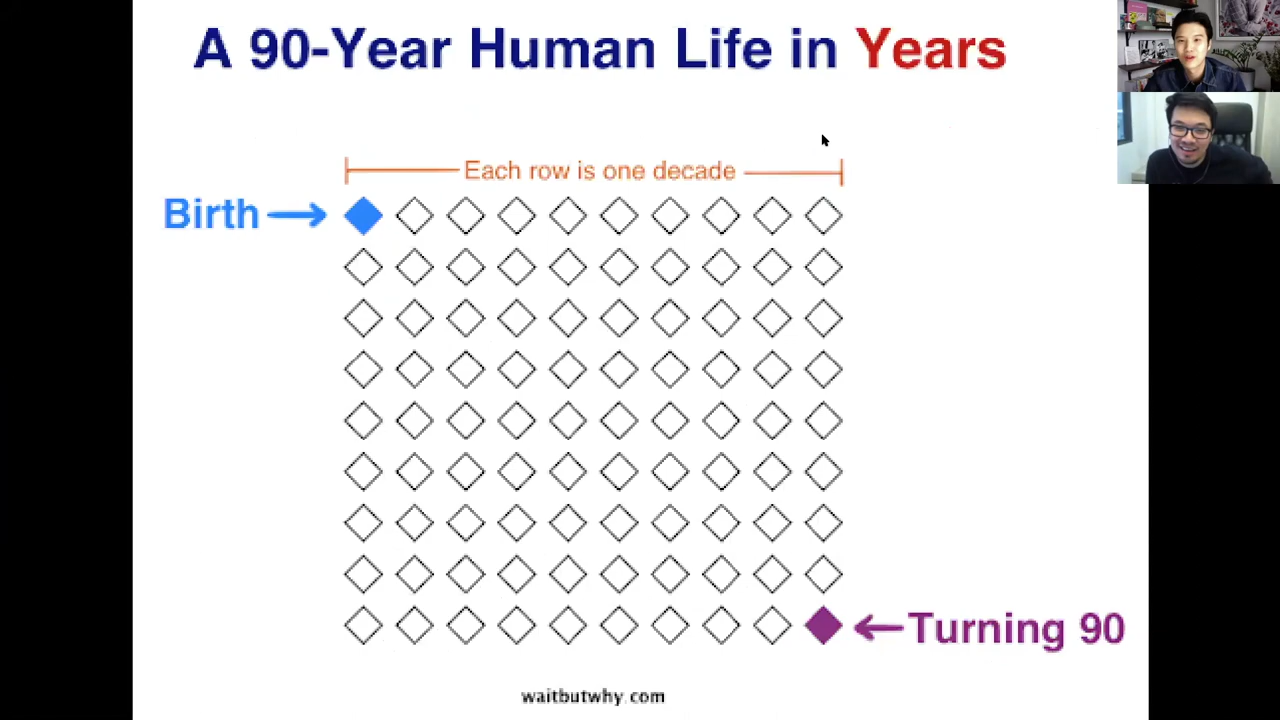 A 90-Year Human Life in Years
Each row is one decade
Birth
Turning 90
waitbutwhy.com